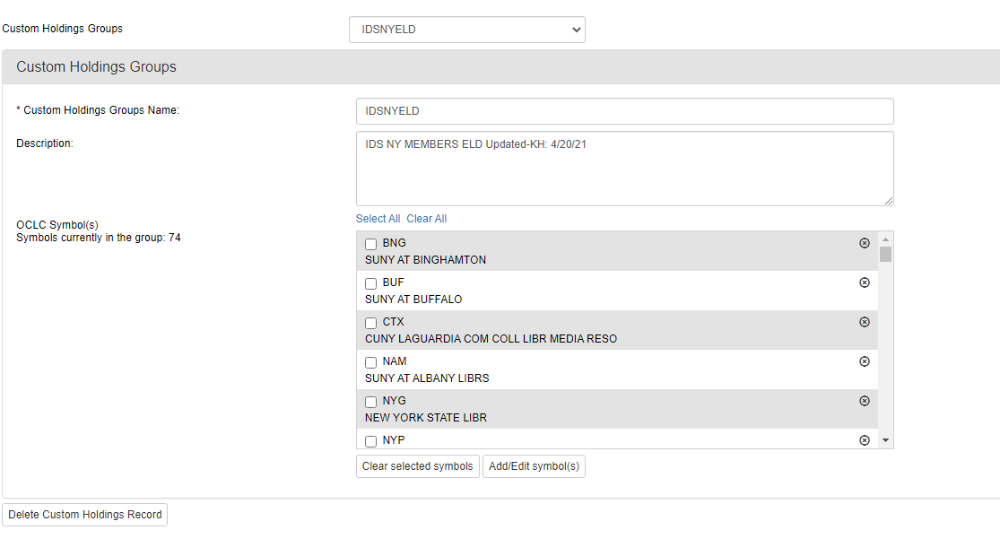 Custom Holdings Groups
IDSNYELD
Custom Holdings Groups
* Custom Holdings Groups Name:
IDSNYELD
Description:
IDS NY MEMBERS ELD Updated-KH: 4/20/21
OCLC Symbol(s)
Symbols currently in the group: 74
Select All Clear All
BNG
SUNY AT BINGHAMTON
BUF
SUNY AT BUFFALO
CTX
CUNY LAGUARDIA COM COLL LIBR MEDIA RESO
NAM
SUNY AT ALBANY LIBRS
NYG
NEW YORK STATE LIBR
NYP
Clear selected symbols Add/Edit symbol(s)
Delete Custom Holdings Record